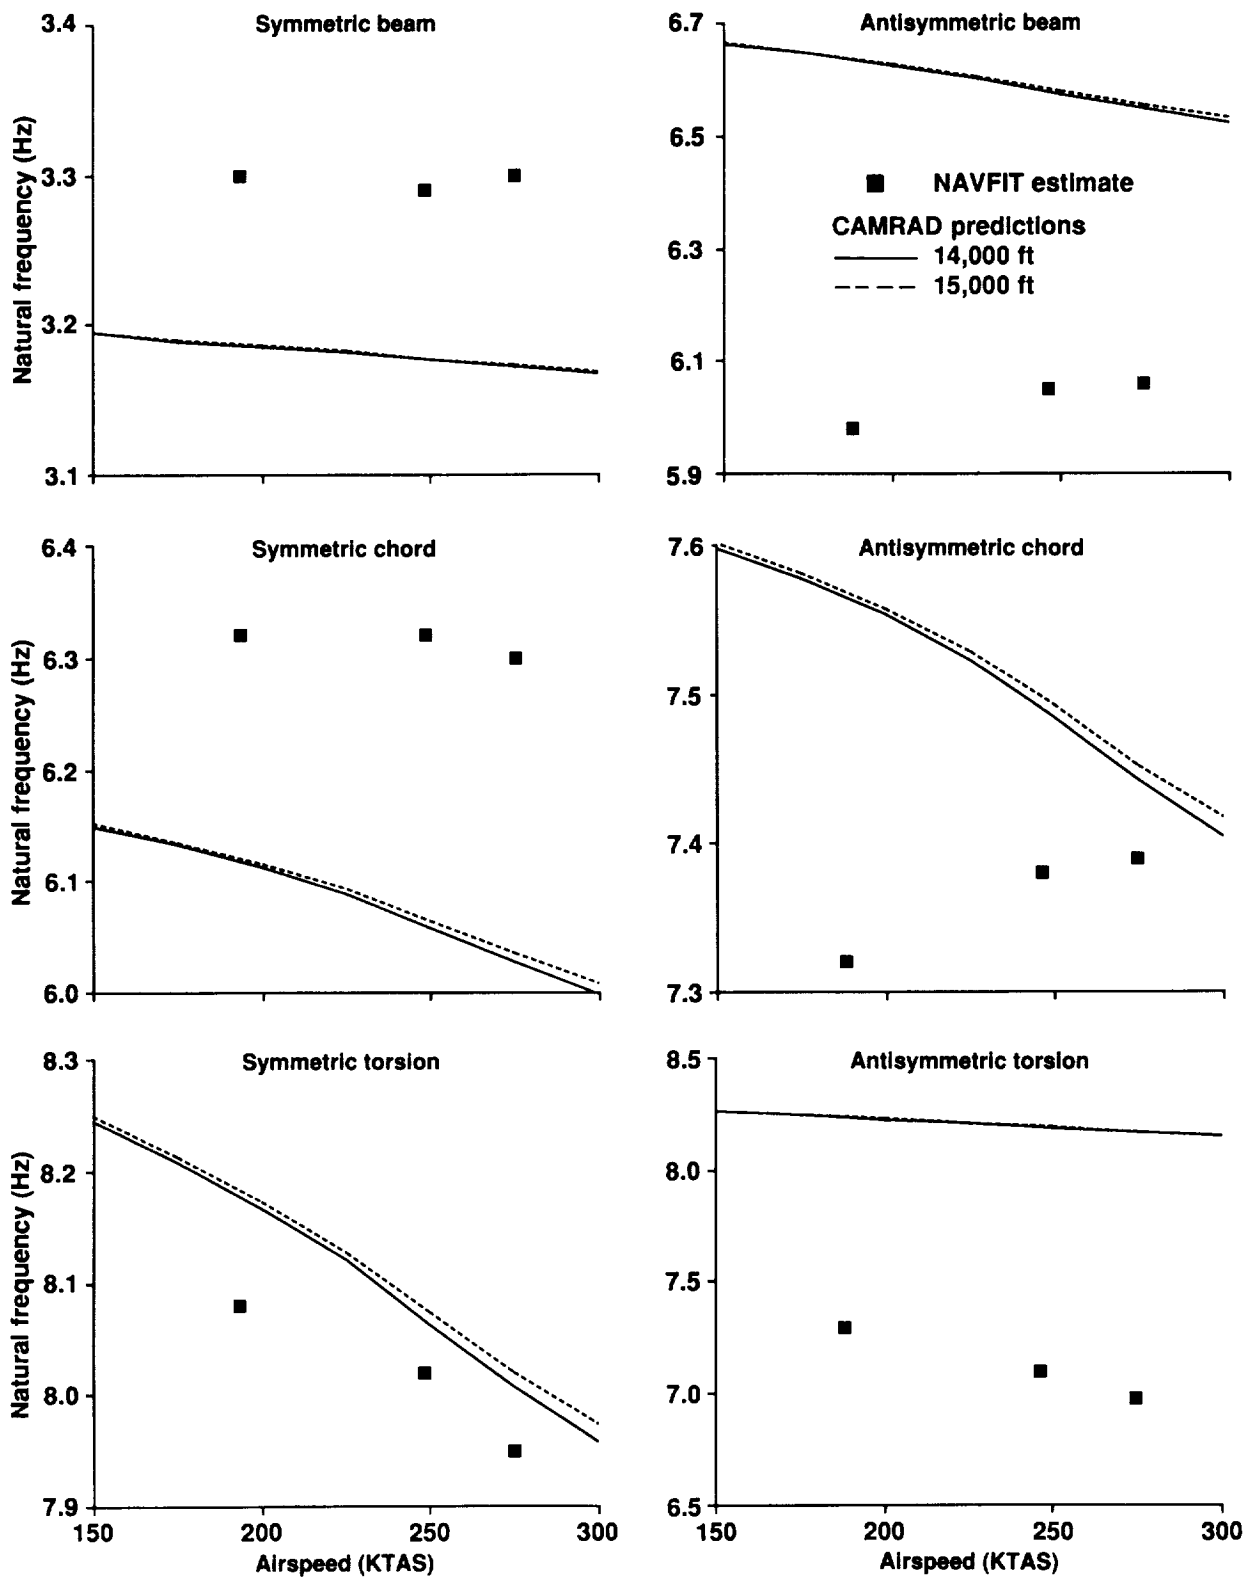 Symmetric beam
3.4
3.3
3.2
3.1
Natural frequency (Hz)
150
200
250
300
Antisymmetric beam
6.7
6.5
6.3
6.1
5.9
NAVFIT estimate
CAMRAD predictions
14,000 ft
15,000 ft
Symmetric chord
6.4
6.3
6.2
6.1
6.0
Natural frequency (Hz)
Antisymmetric chord
7.6
7.5
7.4
7.3
Symmetric torsion
8.3
8.2
8.1
8.0
7.9
Natural frequency (Hz)
150
200
250
300
Airspeed (KTAS)
Antisymmetric torsion
8.5
8.0
7.5
7.0
6.5
150
200
250
300
Airspeed (KTAS)